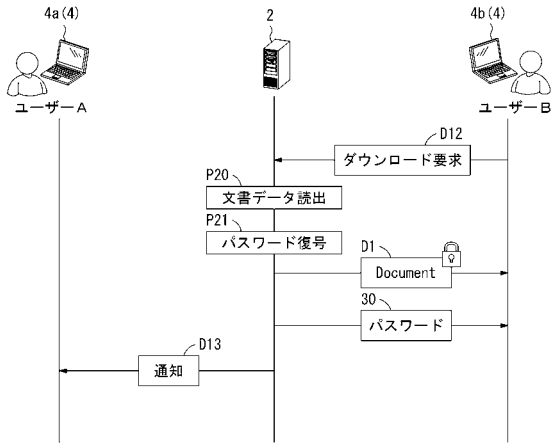 4a(4)
2
4b(4)
ユーザーA
ユーザーB
D12
ダウンロード要求
P20
文書データ読出
P21
パスワード復号
D1
Document
30
パスワード
D13
通知